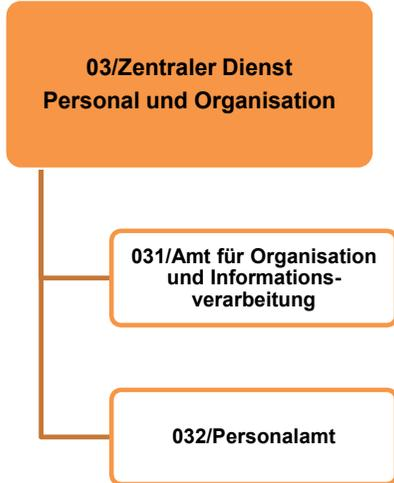 03/Zentraler Dienst
Personal und Organisation
031/Amt für Organisation
und Informations-
verarbeitung
032/Personalamt